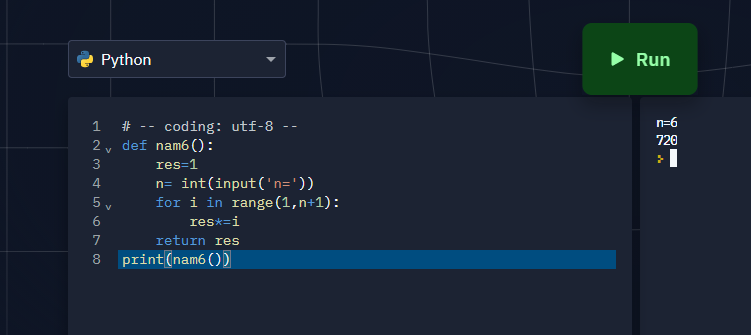 Python
Run
1 # -- coding: utf-8 --
2 def nam6():
3     res=1
4     n= int(input('n='))
5     for i in range(1,n+1):
6         res*=i
7     return res
8 print(nam6())
n=6
720